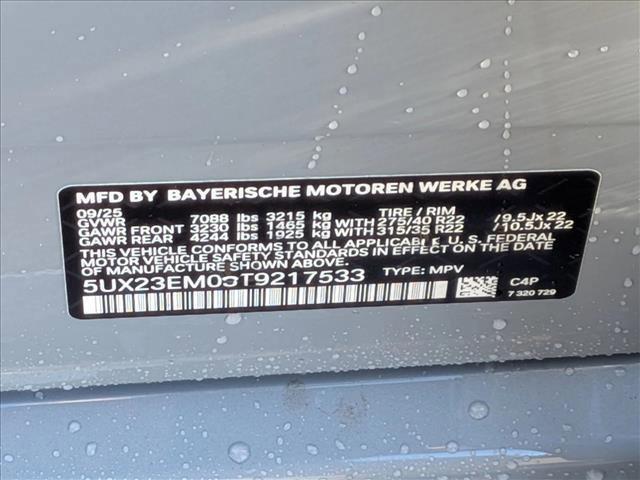 MFD BY BAYERISCHE MOTOREN WERKE AG
09/25 TIRE / RIM
GVWR 7088 lbs 3215 kg
GAWR FRONT 3230 lbs 1465 kg WITH 275/40 R22 /9.5Jx22
GAWR REAR 4244 lbs 1925 kg WITH 315/35 R22 /10.5Jx22
THIS VEHICLE CONFORMS TO ALL APPLICABLE U. S. FEDERAL
MOTOR VEHICLE SAFETY STANDARDS IN EFFECT ON THE DATE
OF MANUFACTURE SHOWN ABOVE.
5UX23EM03T9217533 TYPE: MPV
C4P
7 320 729